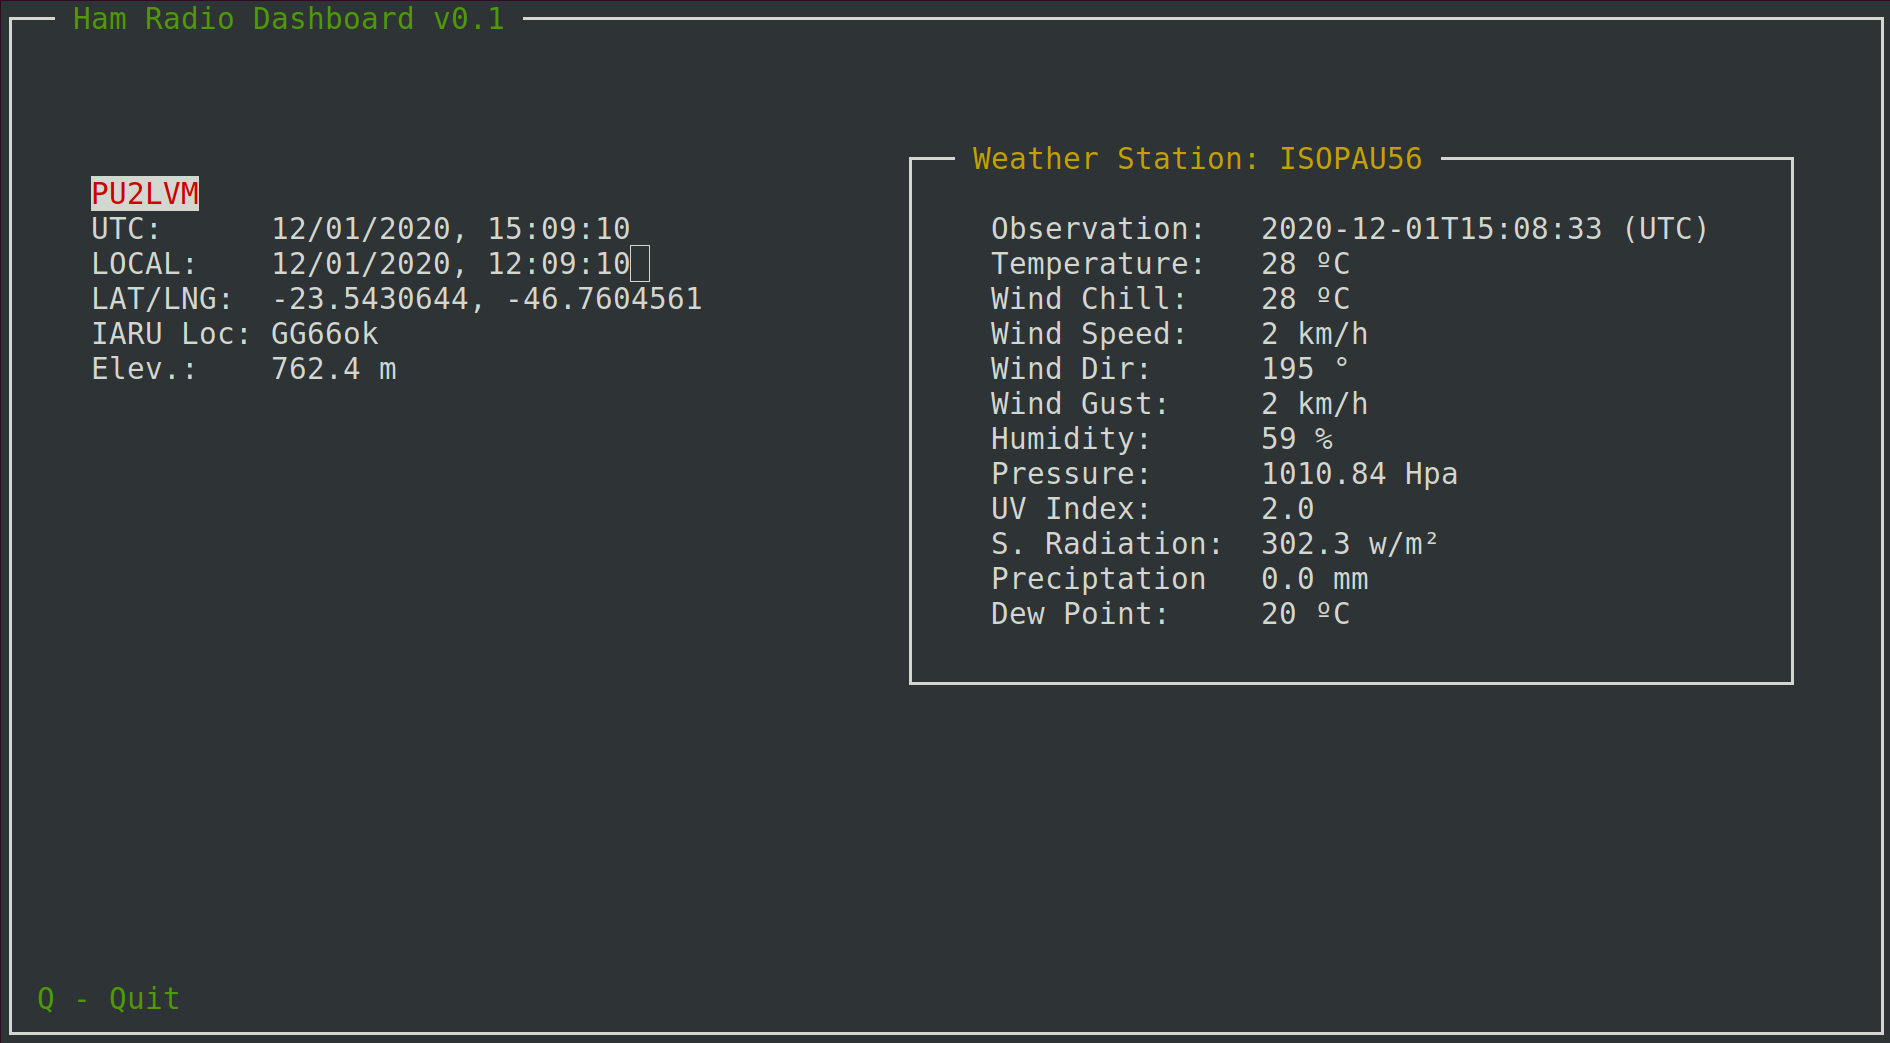 Ham Radio Dashboard v0.1
PU2LVM
UTC: 12/01/2020, 15:09:10
LOCAL: 12/01/2020, 12:09:10
LAT/LNG: -23.5430644, -46.7604561
IARU Loc: GG66ok
Elev.: 762.4 m
Weather Station: ISOPAU56
Observation: 2020-12-01T15:08:33 (UTC)
Temperature: 28 ºC
Wind Chill: 28 ºC
Wind Speed: 2 km/h
Wind Dir: 195 °
Wind Gust: 2 km/h
Humidity: 59 %
Pressure: 1010.84 Hpa
UV Index: 2.0
S. Radiation: 302.3 w/m²
Preciptation 0.0 mm
Dew Point: 20 ºC
Q - Quit